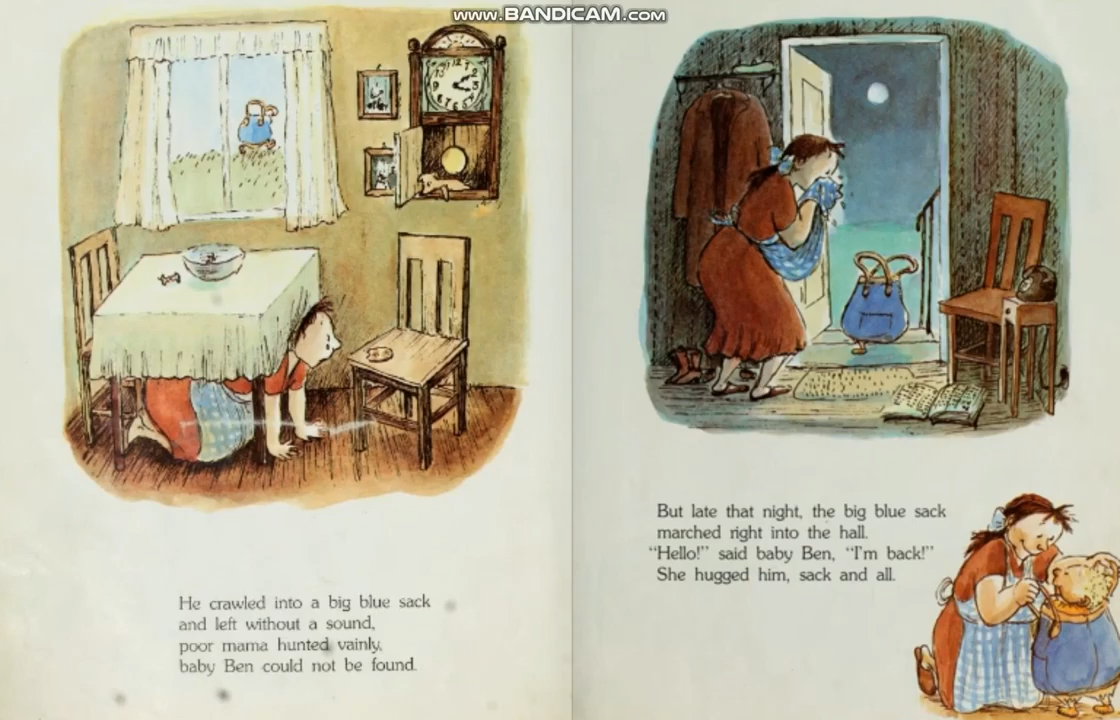 www.BANDICAM.com
He crawled into a big blue sack
and left without a sound,
poor mama hunted vainly,
baby Ben could not be found.
But late that night, the big blue sack
marched right into the hall.
“Hello!” said baby Ben, “I'm back!”
She hugged him, sack and all.